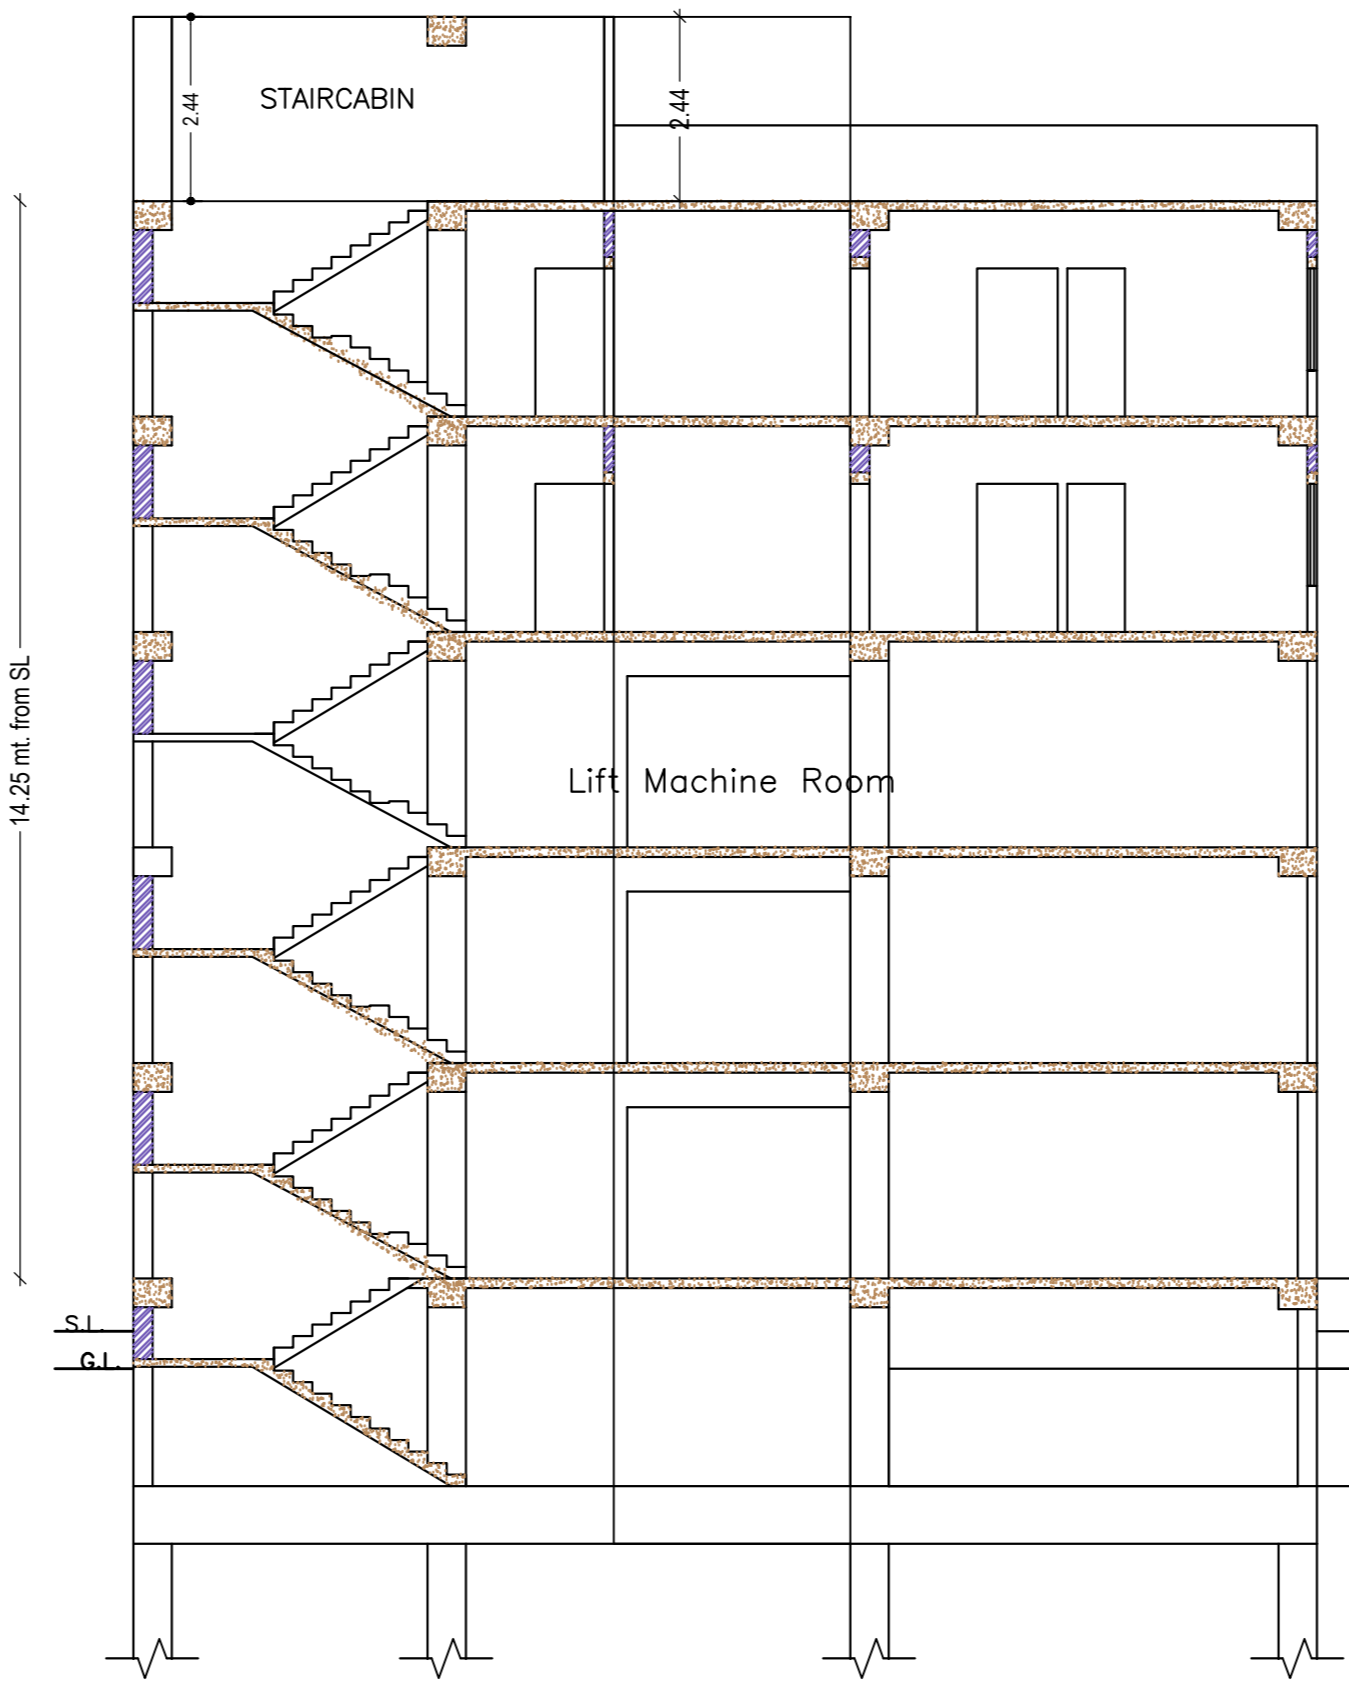 STAIRCABIN
2.44
2.44
14.25 mt. from SL
Lift Machine Room
S.L.
G.L.